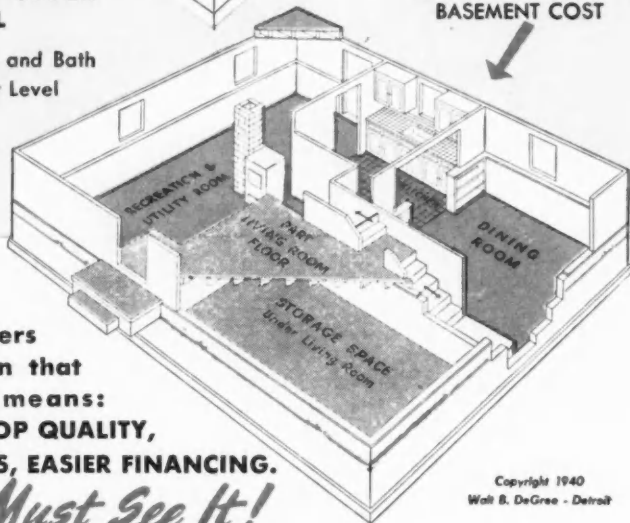 L
BASEMENT COST
and Bath
Level
RECREATION &
UTILITY ROOM
PART
LIVING ROOM
FLOOR
KITCHEN
DINING
ROOM
STORAGE SPACE
Under Living Room
ers
n that
means:
OP QUALITY,
S, EASIER FINANCING.
Must See It!
Copyright 1940
Walt B. DeGree - Detroit